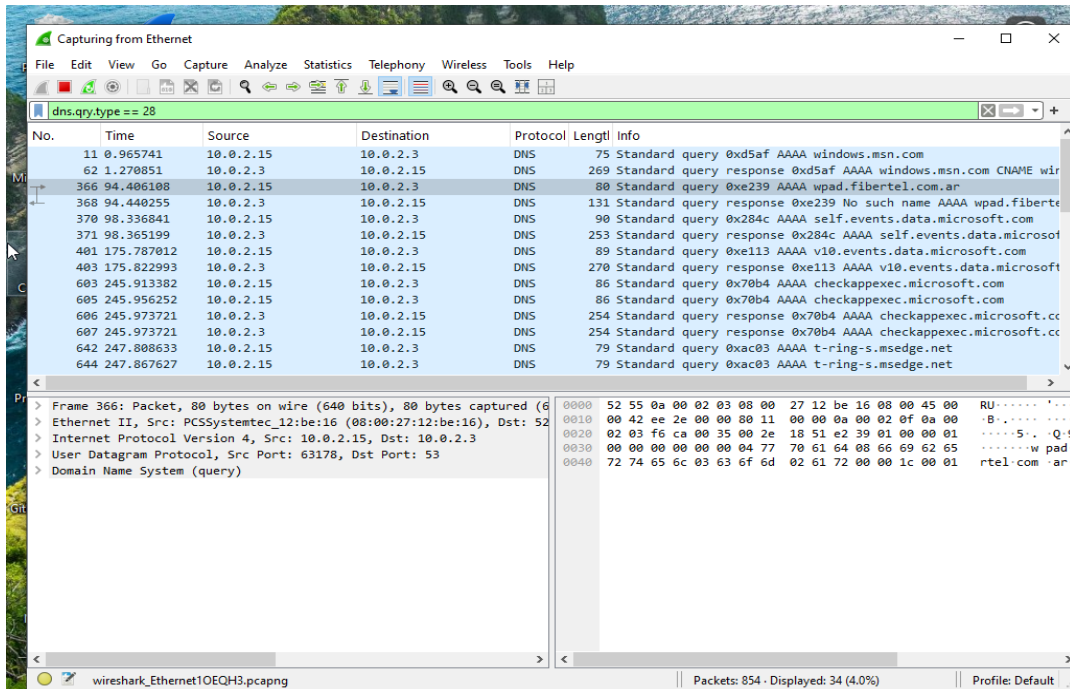 Capturing from Ethernet
File Edit View Go Capture Analyze Statistics Telephony Wireless Tools Help
dns.qry.type == 28
No. Time Source Destination Protocol Lengtl Info
11 0.965741 10.0.2.15 10.0.2.3 DNS 75 Standard query 0xd5af AAAA windows.msn.com
62 1.270851 10.0.2.3 10.0.2.15 DNS 269 Standard query response 0xd5af AAAA windows.msn.com CNAME wir
366 94.406108 10.0.2.15 10.0.2.3 DNS 80 Standard query 0xe239 AAAA wpad.fibertel.com.ar
368 94.440255 10.0.2.3 10.0.2.15 DNS 131 Standard query response 0xe239 No such name AAAA wpad.fiberte
370 98.336841 10.0.2.15 10.0.2.3 DNS 90 Standard query 0x284c AAAA self.events.data.microsoft.com
371 98.365199 10.0.2.3 10.0.2.15 DNS 253 Standard query response 0x284c AAAA self.events.data.microsof
401 175.787012 10.0.2.15 10.0.2.3 DNS 89 Standard query 0xe113 AAAA v10.events.data.microsoft.com
403 175.822993 10.0.2.3 10.0.2.15 DNS 270 Standard query response 0xe113 AAAA v10.events.data.microsoft
603 245.913382 10.0.2.15 10.0.2.3 DNS 86 Standard query 0x70b4 AAAA checkappexec.microsoft.com
605 245.956252 10.0.2.15 10.0.2.3 DNS 86 Standard query 0x70b4 AAAA checkappexec.microsoft.com
606 245.973721 10.0.2.3 10.0.2.15 DNS 254 Standard query response 0x70b4 AAAA checkappexec.microsoft.cc
607 245.973721 10.0.2.3 10.0.2.15 DNS 254 Standard query response 0x70b4 AAAA checkappexec.microsoft.cc
642 247.808633 10.0.2.15 10.0.2.3 DNS 79 Standard query 0xac03 AAAA t-ring-s.msedge.net
644 247.867627 10.0.2.15 10.0.2.3 DNS 79 Standard query 0xac03 AAAA t-ring-s.msedge.net
Frame 366: Packet, 80 bytes on wire (640 bits), 80 bytes captured (6
Ethernet II, Src: PCSSystemtec_12:be:16 (08:00:27:12:be:16), Dst: 52
Internet Protocol Version 4, Src: 10.0.2.15, Dst: 10.0.2.3
User Datagram Protocol, Src Port: 63178, Dst Port: 53
Domain Name System (query)
0000 52 55 0a 00 02 03 08 00 27 12 be 16 08 00 45 00 RU······ '·
0010 00 42 ee 2e 00 00 80 11 00 00 0a 00 02 0f 0a 00 ·B·.···· ···
0020 02 03 f6 ca 00 35 00 2e 18 51 e2 39 01 00 00 01 ·····5·. ·Q·9
0030 00 00 00 00 00 00 04 77 70 61 64 08 66 69 62 65 ·······w pad
0040 72 74 65 6c 03 63 6f 6d 02 61 72 00 00 1c 00 01 rtel·com ·ar
wireshark_Ethernet1OEQH3.pcapng Packets: 854 · Displayed: 34 (4.0%) Profile: Default